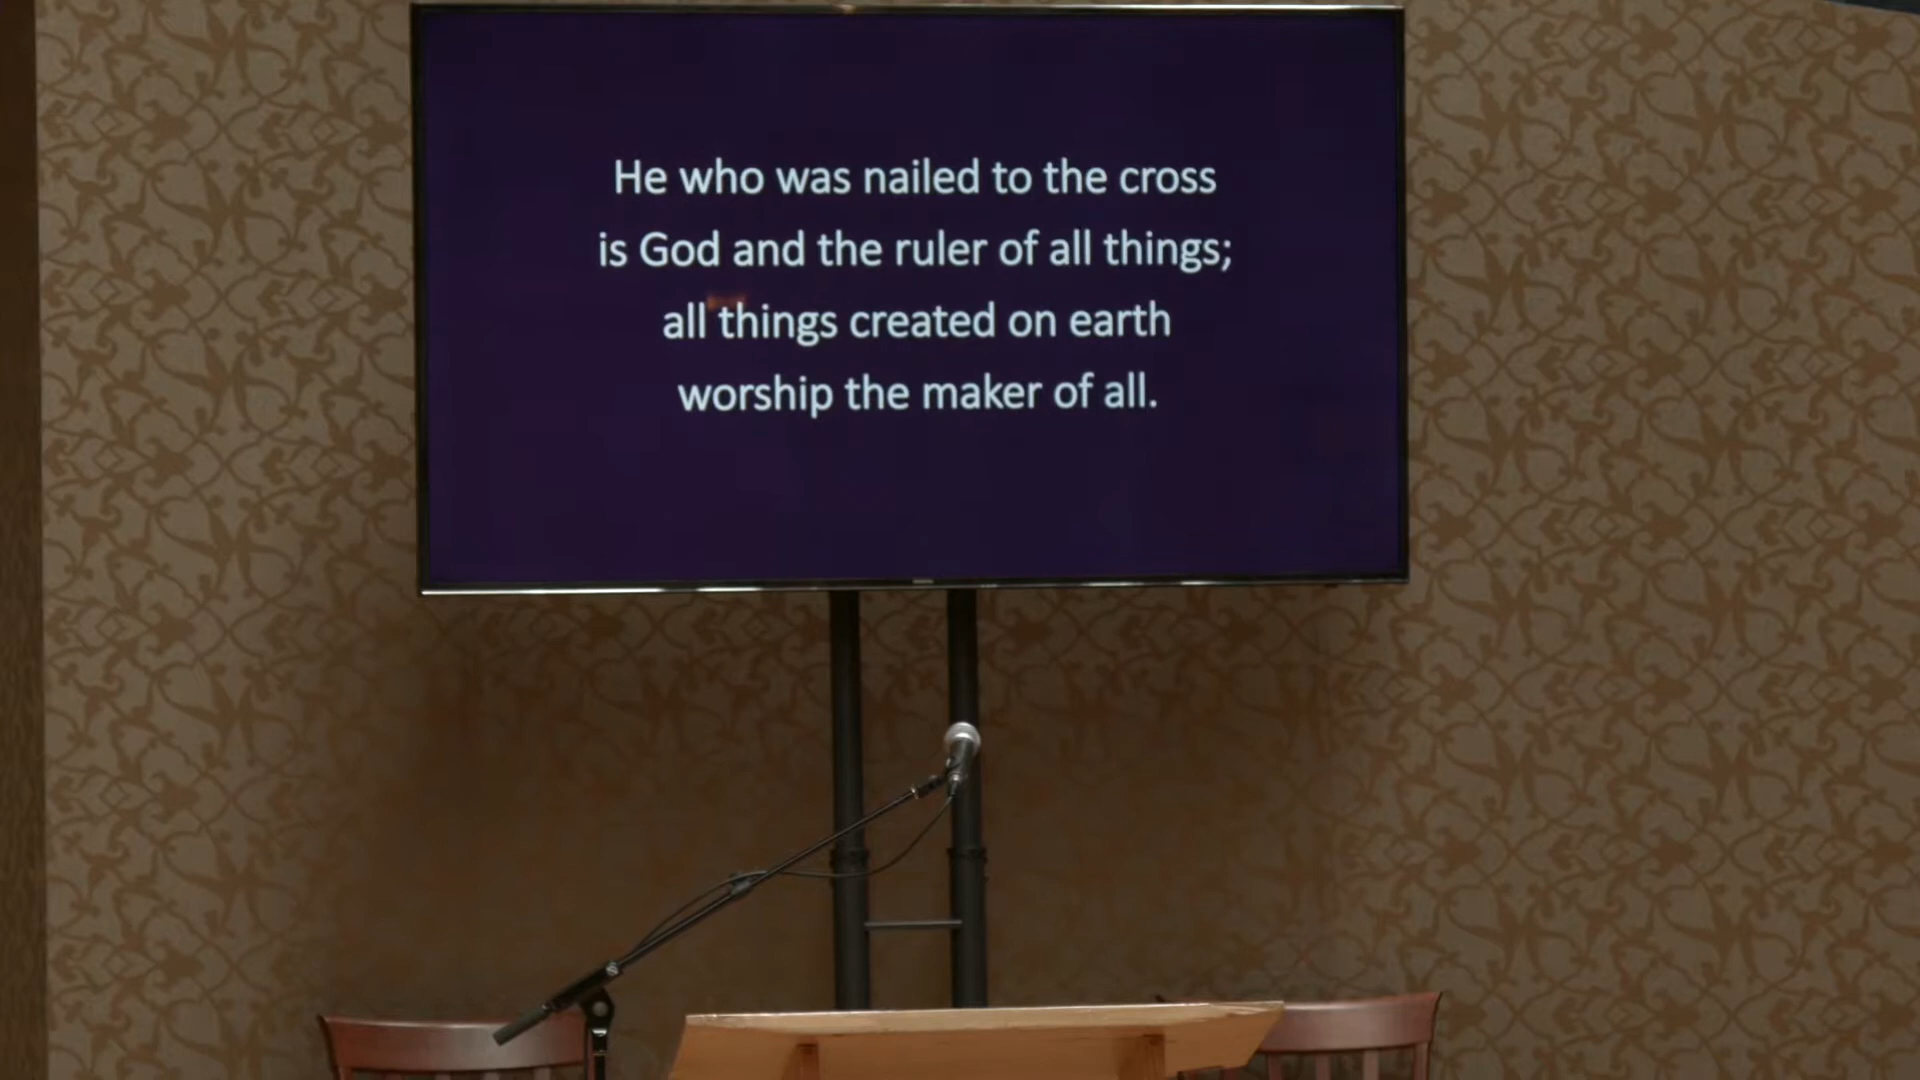 He who was nailed to the cross
is God and the ruler of all things;
all things created on earth
worship the maker of all.